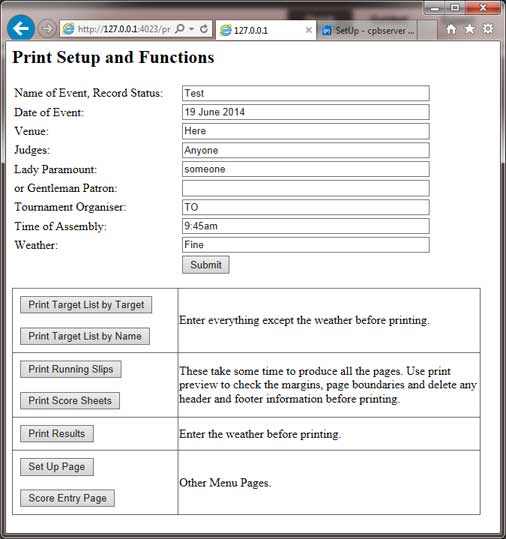 http://127.0.0.1:4023/pr
127.0.0.1
SetUp - cpbserver ...
Print Setup and Functions
Name of Event, Record Status: Test
Date of Event: 19 June 2014
Venue: Here
Judges: Anyone
Lady Paramount: someone
or Gentleman Patron:
Tournament Organiser: TO
Time of Assembly: 9:45am
Weather: Fine
Submit
Print Target List by Target
Print Target List by Name
Enter everything except the weather before printing.
Print Running Slips
Print Score Sheets
These take some time to produce all the pages. Use print
preview to check the margins, page boundaries and delete any
header and footer information before printing.
Print Results
Enter the weather before printing.
Set Up Page
Score Entry Page
Other Menu Pages.